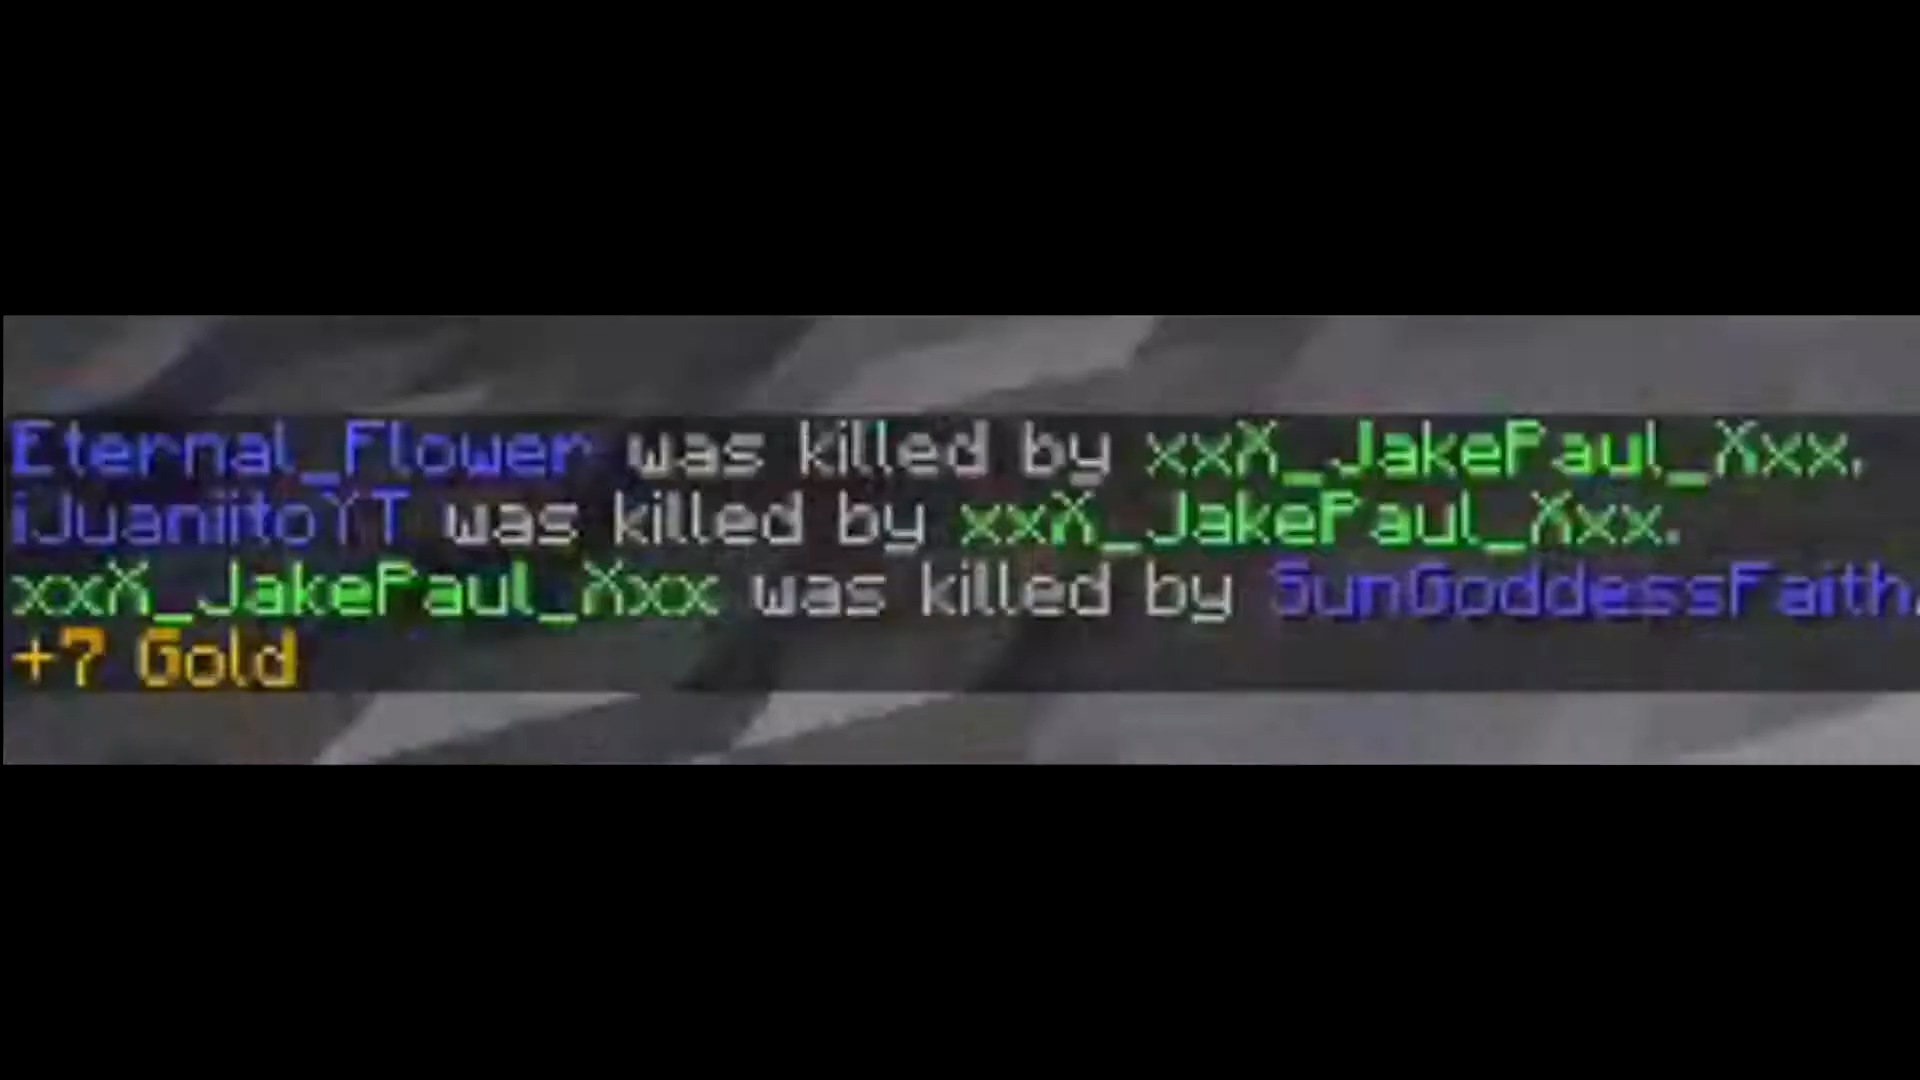 Eternal_Flower was killed by xxX_JakePaul_Xxx.
iJuaniitoYT was killed by xxX_JakePaul_Xxx.
xxX_JakePaul_Xxx was killed by SunGoddessFaith.
+7 Gold